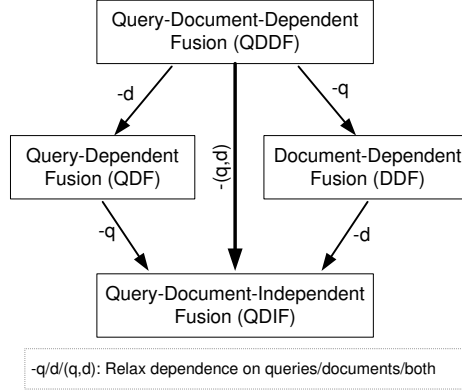 Query-Document-Dependent
Fusion (QDDF)
-d
-q
-(q,d)
Query-Dependent
Fusion (QDF)
Document-Dependent
Fusion (DDF)
-q
-d
Query-Document-Independent
Fusion (QDIF)
-q/d/(q,d): Relax dependence on queries/documents/both